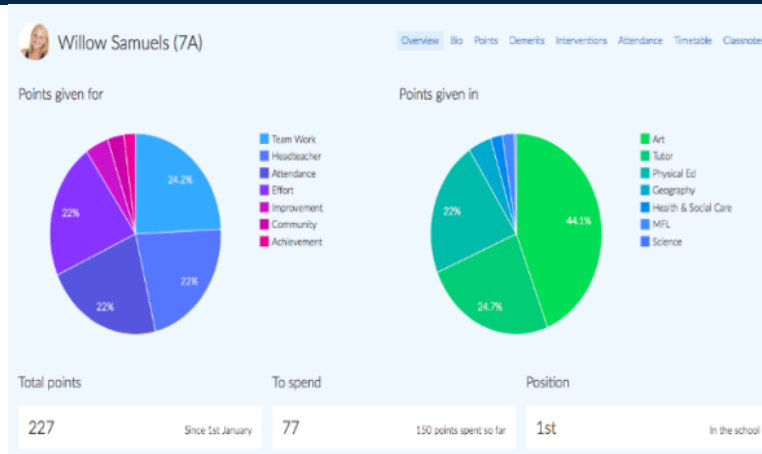 Willow Samuels (7A)
Overview Bio Points Demerits Interventions Attendance Timetable Classnotes
Points given for
Points given in
24.2%
22%
22%
22%
Team Work
Headteacher
Attendance
Effort
Improvement
Community
Achievement
44.1%
24.7%
22%
Art
Tutor
Physical Ed
Geography
Health & Social Care
MFL
Science
Total points
To spend
Position
227 Since 1st January
77 150 points spent so far
1st In the school